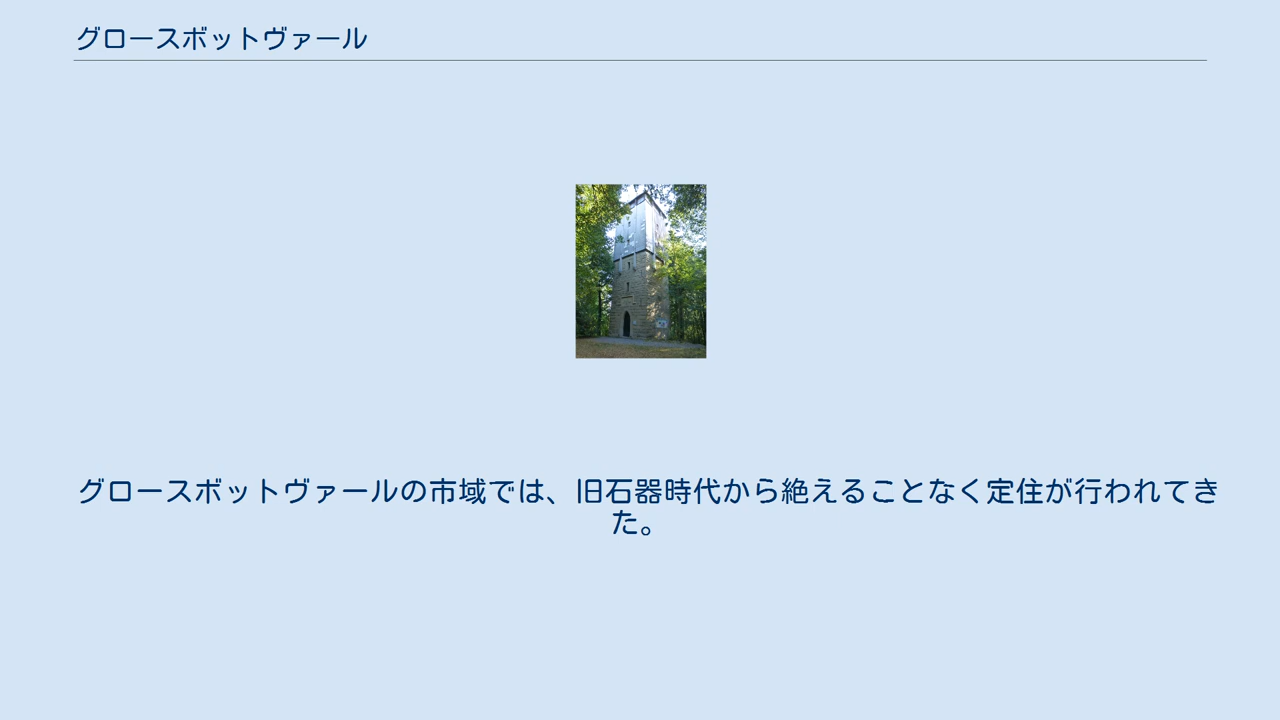 グロースボットヴァール
グロースボットヴァールの市域では、旧石器時代から絶えることなく定住が行われてき
た。